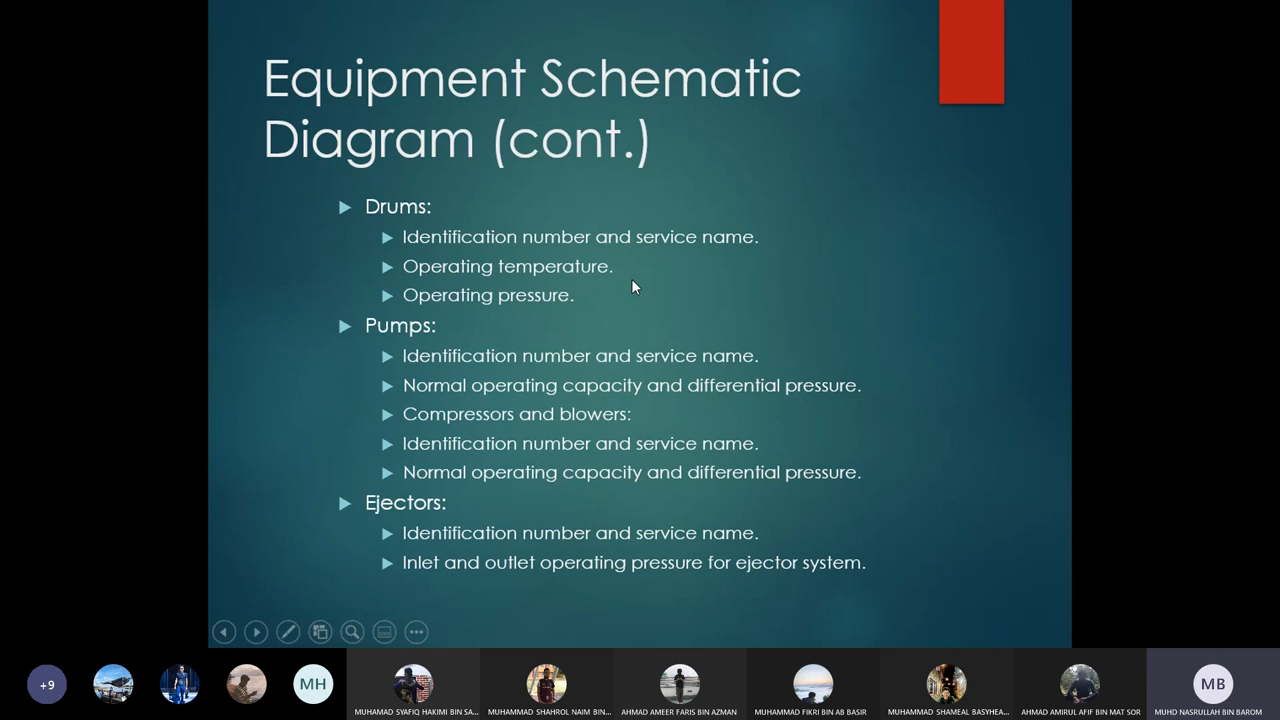 Equipment Schematic
Diagram (cont.)
Drums:
Identification number and service name.
Operating temperature.
Operating pressure.
Pumps:
Identification number and service name.
Normal operating capacity and differential pressure.
Compressors and blowers:
Identification number and service name.
Normal operating capacity and differential pressure.
Ejectors:
Identification number and service name.
Inlet and outlet operating pressure for ejector system.
+9
MH
MUHAMAD SYAFIQ HAKIMI BIN SA...
MUHAMMAD SHAHROL NAIM BIN...
AHMAD AMEER FARIS BIN AZMAN
MUHAMMAD FIKRI BIN AB BASIR
MUHAMMAD SHAMEAL BASYHEA...
AHMAD AMIRUL AFIF BIN MAT SOR
MB
MUHD NASRULLAH BIN BAROM